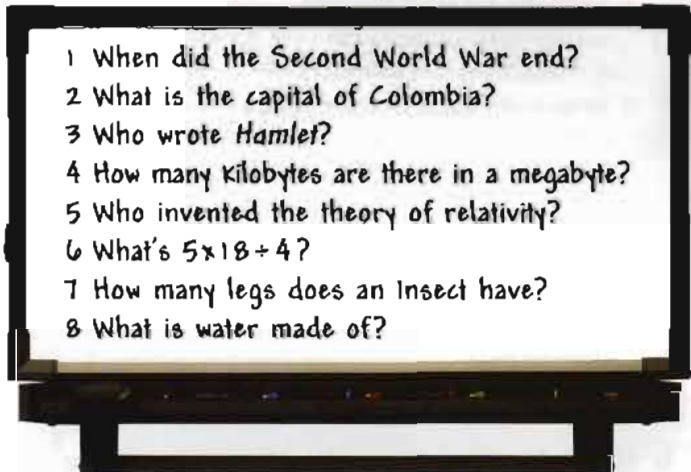 1 When did the Second World War end?
2 What is the capital of Colombia?
3 Who wrote Hamlet?
4 How many kilobytes are there in a megabyte?
5 Who invented the theory of relativity?
6 What's 5x18÷4?
7 How many legs does an insect have?
8 What is water made of?